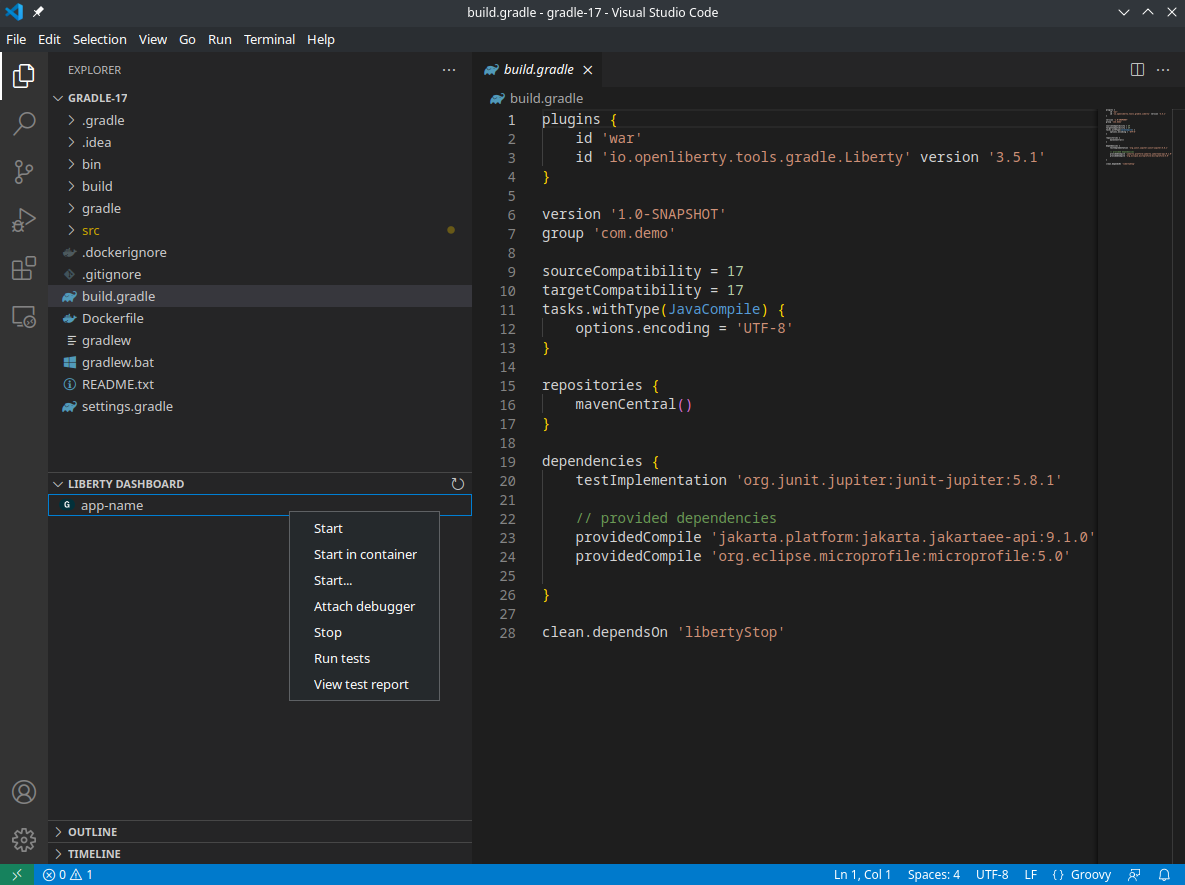 build.gradle - gradle-17 - Visual Studio Code
File Edit Selection View Go Run Terminal Help
EXPLORER
GRADLE-17
.gradle
.idea
bin
build
gradle
src
.dockerignore
.gitignore
build.gradle
Dockerfile
gradlew
gradlew.bat
README.txt
settings.gradle
LIBERTY DASHBOARD
G app-name
Start
Start in container
Start...
Attach debugger
Stop
Run tests
View test report
OUTLINE
TIMELINE
build.gradle
build.gradle
1 plugins {
2 id 'war'
3 id 'io.openliberty.tools.gradle.Liberty' version '3.5.1'
4 }
5
6 version '1.0-SNAPSHOT'
7 group 'com.demo'
8
9 sourceCompatibility = 17
10 targetCompatibility = 17
11 tasks.withType(JavaCompile) {
12 options.encoding = 'UTF-8'
13 }
14
15 repositories {
16 mavenCentral()
17 }
18
19 dependencies {
20 testImplementation 'org.junit.jupiter:junit-jupiter:5.8.1'
21
22 // provided dependencies
23 providedCompile 'jakarta.platform:jakarta.jakartaee-api:9.1.0'
24 providedCompile 'org.eclipse.microprofile:microprofile:5.0'
25
26 }
27
28 clean.dependsOn 'libertyStop'
0 1 Ln 1, Col 1 Spaces: 4 UTF-8 LF {} Groovy